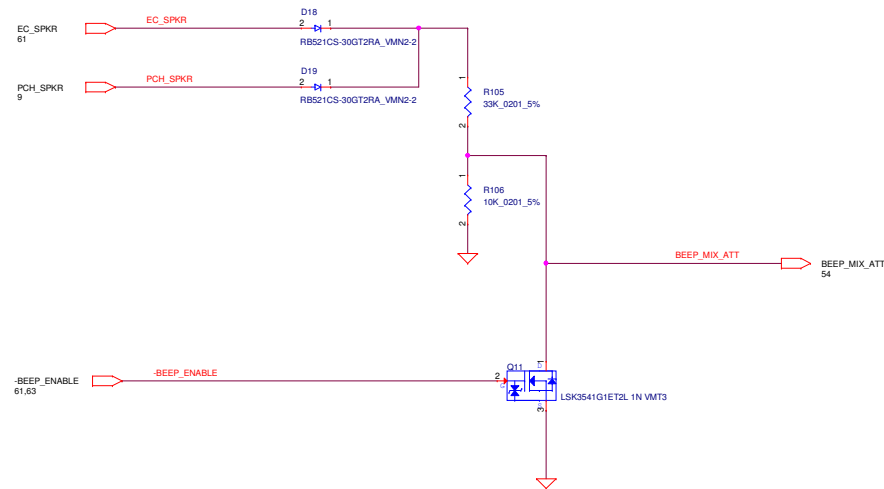 D18
EC_SPKR
EC_SPKR
61
2
1
RB521CS-30GT2RA_VMN2-2
D19
PCH_SPKR
PCH_SPKR
9
2
1
RB521CS-30GT2RA_VMN2-2
1
R105
33K_0201_5%
2
1
R106
10K_0201_5%
2
BEEP_MIX_ATT
BEEP_MIX_ATT
54
-BEEP_ENABLE
-BEEP_ENABLE
61,63
2
Q11
1
D
G
S
3
LSK3541G1ET2L 1N VMT3